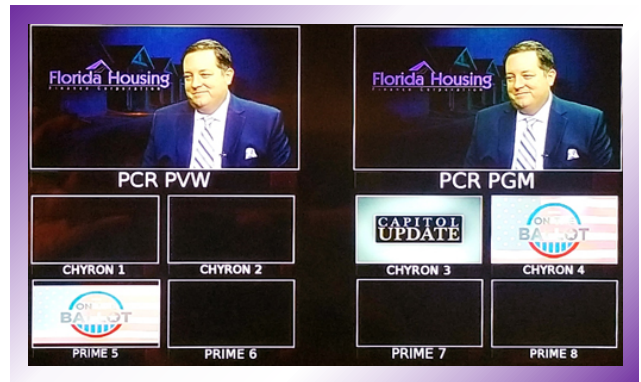 Florida Housing
Finance Corporation
Florida Housing
Finance Corporation
PCR PVW
PCR PGM
CAPITOL
UPDATE
ON THE
BALLOT
CHYRON 1
CHYRON 2
CHYRON 3
CHYRON 4
ON THE
BALLOT
PRIME 5
PRIME 6
PRIME 7
PRIME 8